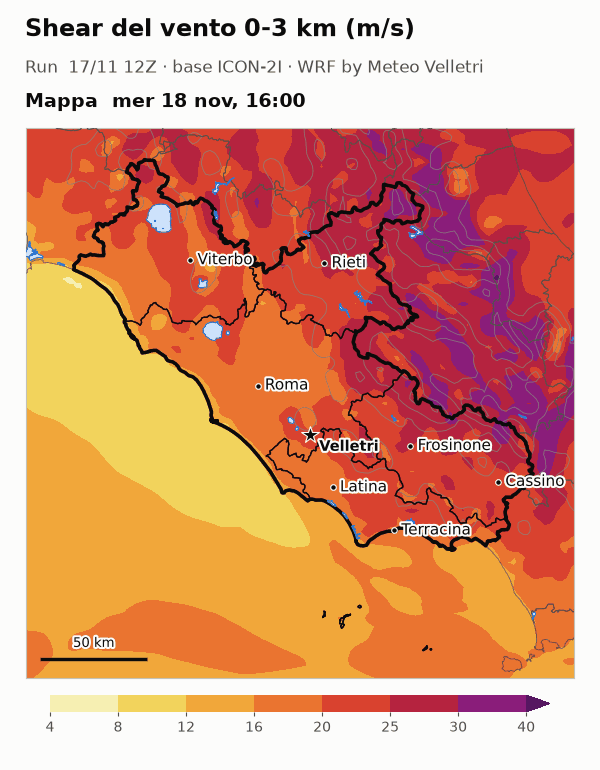 Shear del vento 0-3 km (m/s)
Run 17/11 12Z · base ICON-2I · WRF by Meteo Velletri
Mappa mer 18 nov, 16:00
Viterbo
Rieti
Roma
Velletri
Frosinone
Cassino
Latina
Terracina
50 km
4 8 12 16 20 25 30 40